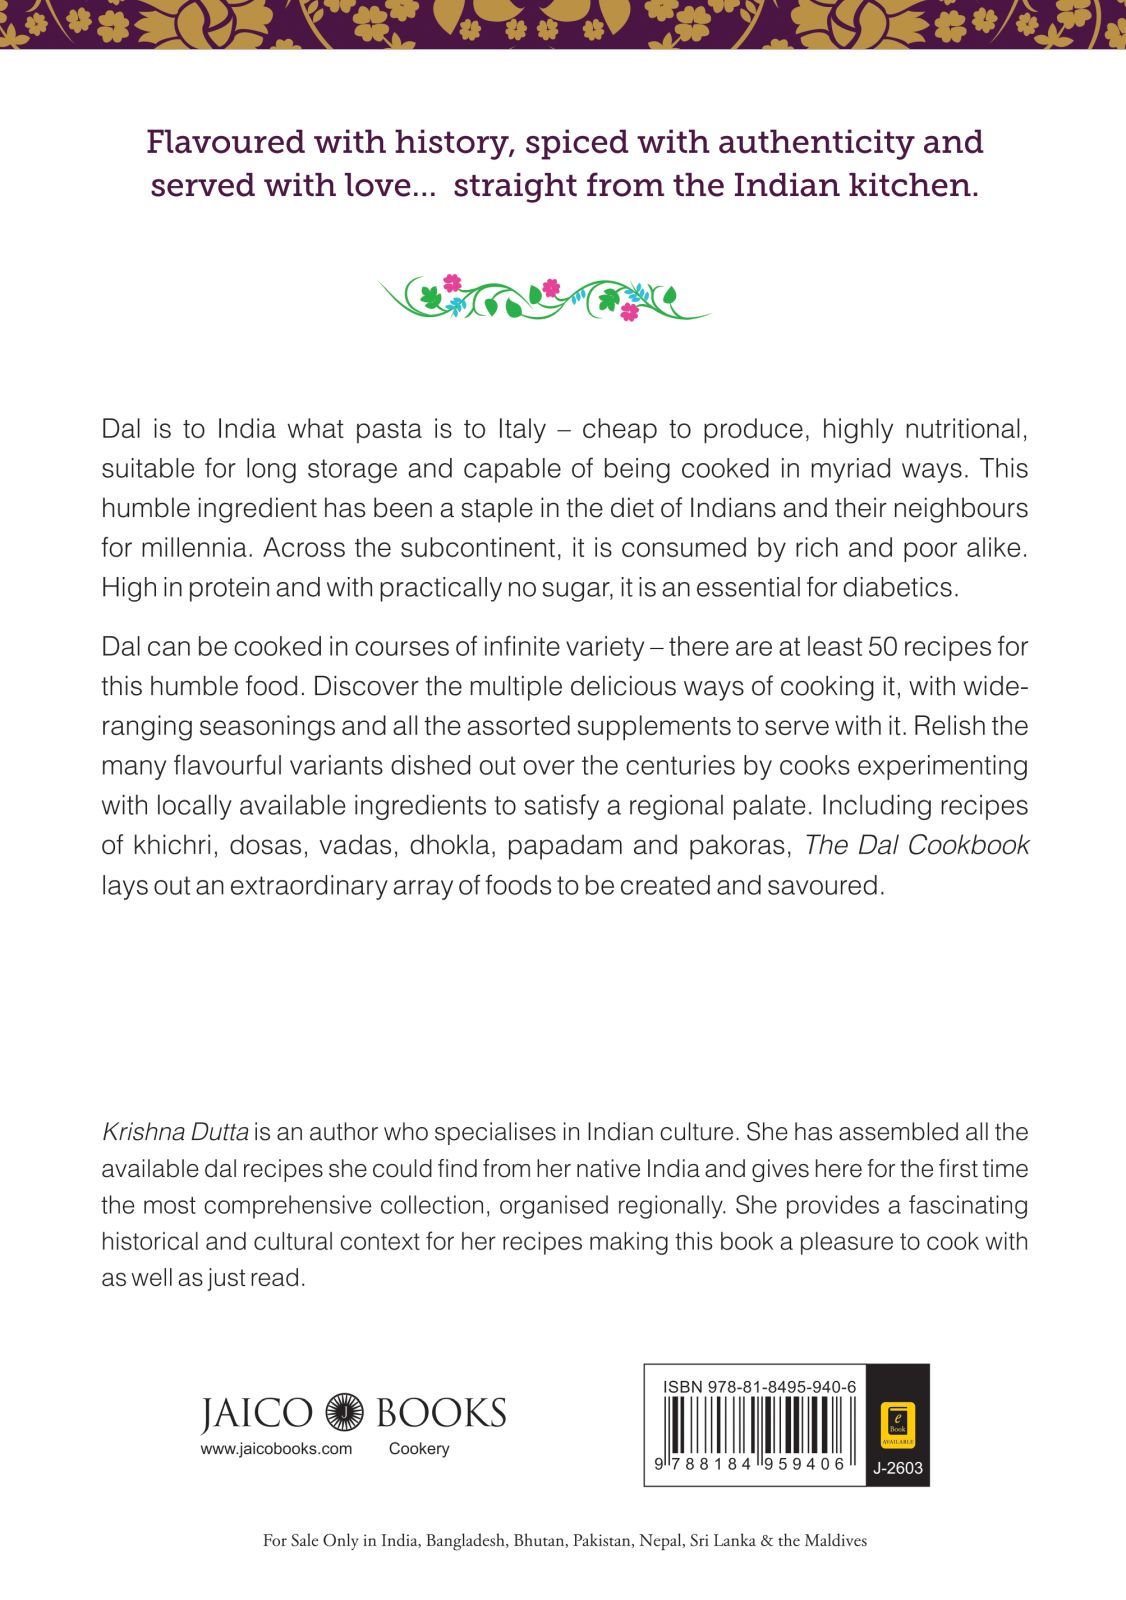 Flavoured with history, spiced with authenticity and
served with love... straight from the Indian kitchen.
Dal is to India what pasta is to Italy – cheap to produce, highly nutritional,
suitable for long storage and capable of being cooked in myriad ways. This
humble ingredient has been a staple in the diet of Indians and their neighbours
for millennia. Across the subcontinent, it is consumed by rich and poor alike.
High in protein and with practically no sugar, it is an essential for diabetics.
Dal can be cooked in courses of infinite variety – there are at least 50 recipes for
this humble food. Discover the multiple delicious ways of cooking it, with wide-
ranging seasonings and all the assorted supplements to serve with it. Relish the
many flavourful variants dished out over the centuries by cooks experimenting
with locally available ingredients to satisfy a regional palate. Including recipes
of khichri, dosas, vadas, dhokla, papadam and pakoras, The Dal Cookbook
lays out an extraordinary array of foods to be created and savoured.
Krishna Dutta is an author who specialises in Indian culture. She has assembled all the
available dal recipes she could find from her native India and gives here for the first time
the most comprehensive collection, organised regionally. She provides a fascinating
historical and cultural context for her recipes making this book a pleasure to cook with
as well as just read.
JAICO J BOOKS
www.jaicobooks.com Cookery
ISBN 978-81-8495-940-6
9 788184 959406
e
Book
AVAILABLE
J-2603
For Sale Only in India, Bangladesh, Bhutan, Pakistan, Nepal, Sri Lanka & the Maldives